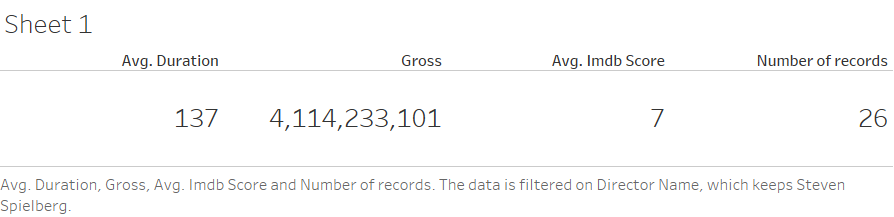 Sheet 1
Avg. Duration Gross Avg. Imdb Score Number of records
137 4,114,233,101 7 26
Avg. Duration, Gross, Avg. Imdb Score and Number of records. The data is filtered on Director Name, which keeps Steven
Spielberg.